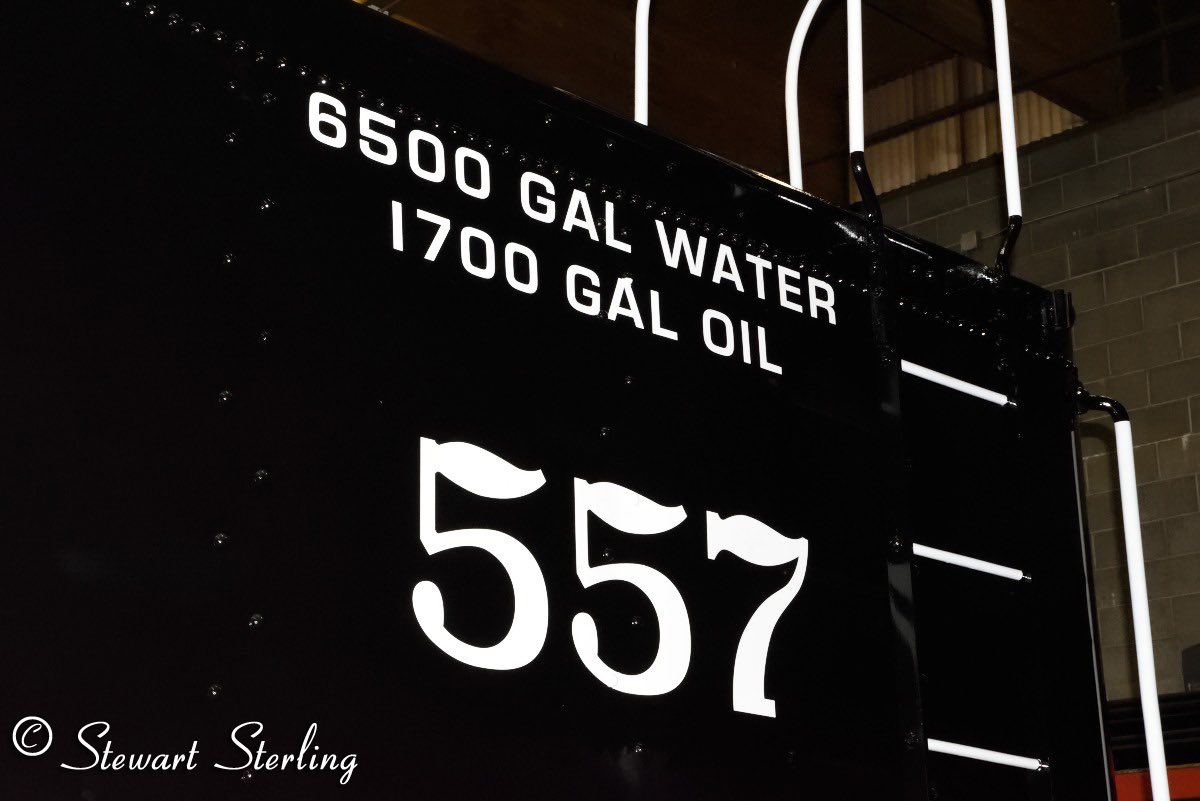 6500 GAL WATER
1700 GAL OIL
557
© Stewart Sterling